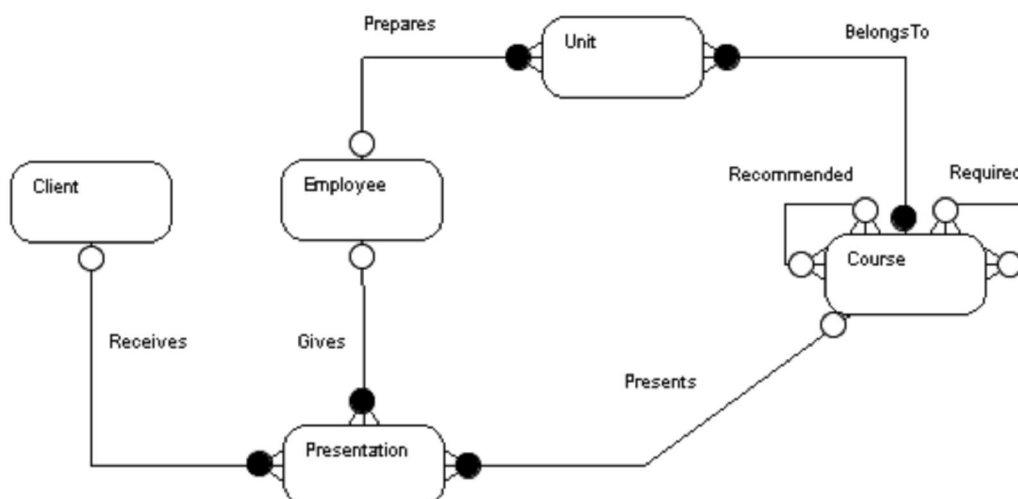 Prepares
Unit
BelongsTo
Client
Employee
Recommended
Required
Course
Receives
Gives
Presents
Presentation